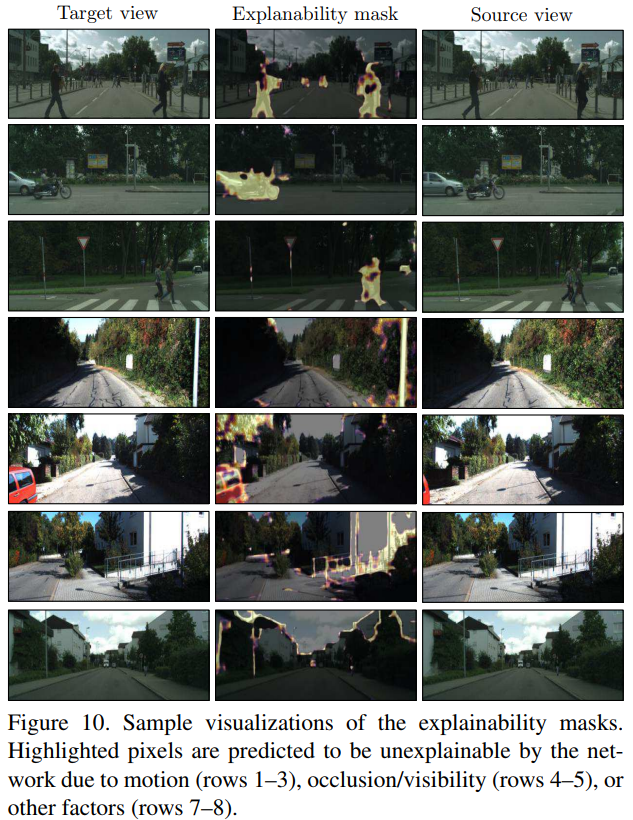 Target view
Explanability mask
Source view
Figure 10. Sample visualizations of the explainability masks.
Highlighted pixels are predicted to be unexplainable by the net-
work due to motion (rows 1–3), occlusion/visibility (rows 4–5), or
other factors (rows 7–8).